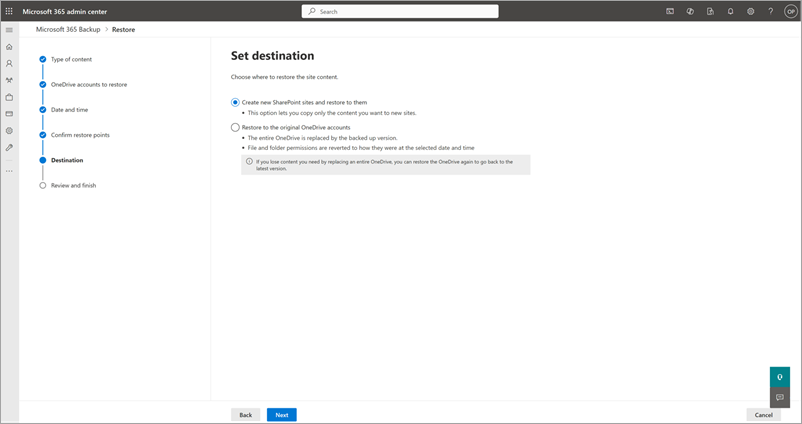 Microsoft 365 admin center
Search
OP
Microsoft 365 Backup > Restore
Type of content
OneDrive accounts to restore
Date and time
Confirm restore points
Destination
Review and finish
Set destination
Choose where to restore the site content.
Create new SharePoint sites and restore to them
• This option lets you copy only the content you want to new sites.
Restore to the original OneDrive accounts
• The entire OneDrive is replaced by the backed up version.
• File and folder permissions are reverted to how they were at the selected date and time
If you lose content you need by replacing an entire OneDrive, you can restore the OneDrive again to go back to the
latest version.
Back
Next
Cancel